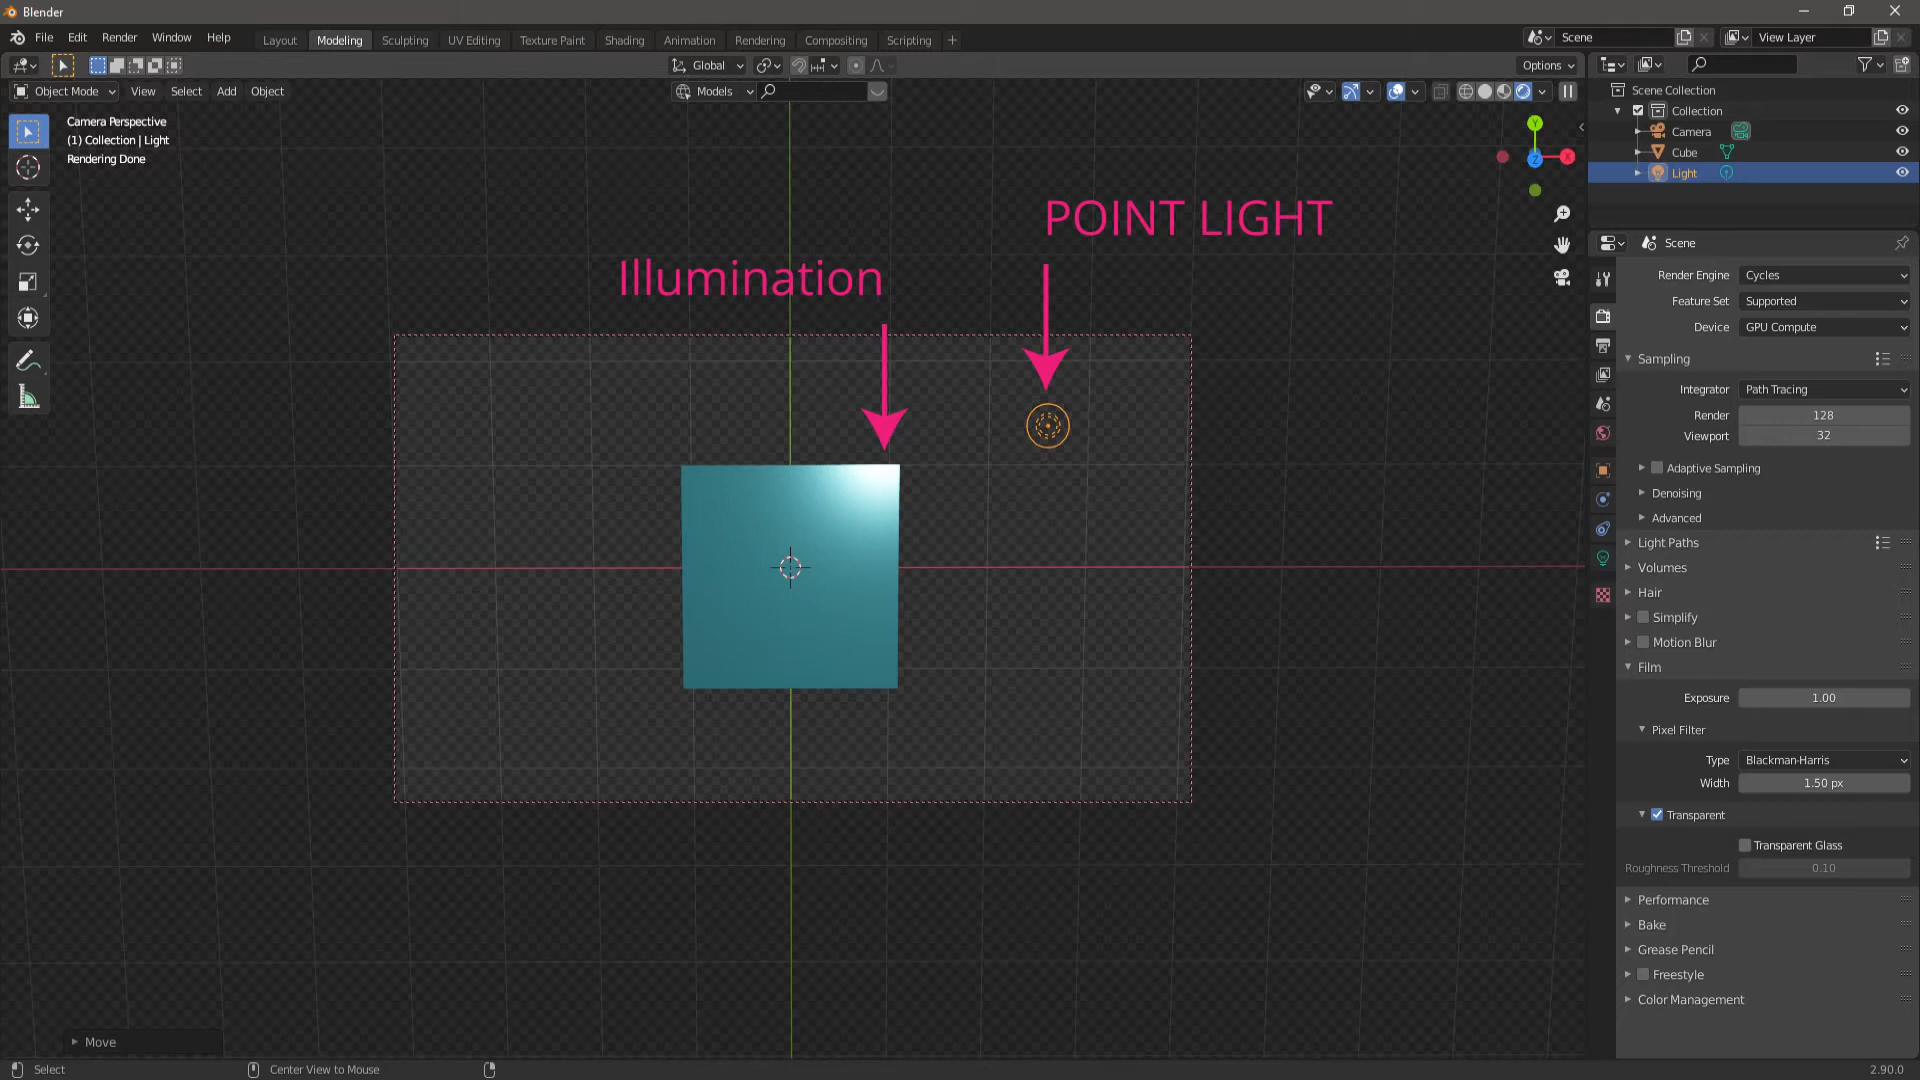 Blender
File Edit Render Window Help
Layout Modeling Sculpting UV Editing Texture Paint Shading Animation Rendering Compositing Scripting +
Scene
View Layer
Global
Options
Object Mode View Select Add Object
Models
Camera Perspective
(1) Collection | Light
Rendering Done
Y
X
Z
POINT LIGHT
Illumination
Scene Collection
Collection
Camera
Cube
Light
Scene
Render Engine Cycles
Feature Set Supported
Device GPU Compute
Sampling
Integrator Path Tracing
Render 128
Viewport 32
Adaptive Sampling
Denoising
Advanced
Light Paths
Volumes
Hair
Simplify
Motion Blur
Film
Exposure 1.00
Pixel Filter
Type Blackman-Harris
Width 1.50 px
Transparent
Transparent Glass
Roughness Threshold 0.10
Performance
Bake
Grease Pencil
Freestyle
Color Management
Move
Select Center View to Mouse 2.90.0